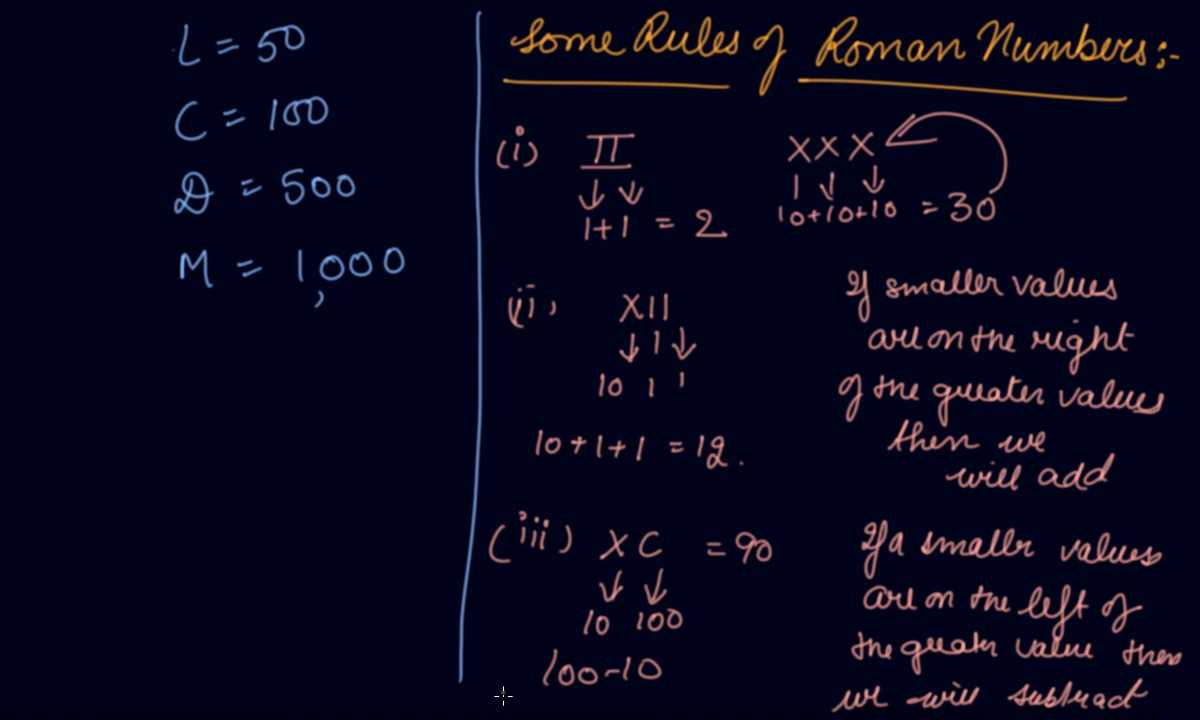 L = 50
C = 100
D = 500
M = 1,000
Some Rules of Roman Numbers:-
(i) II
1+1 = 2
XXX
10+10+10 = 30
(ii) XII
10 1 1
10+1+1 = 12.
If smaller values
are on the right
of the greater values
then we
will add
(iii) XC = 90
10 100
100-10
If a smaller values
are on the left of
the greater value then
we will subtract